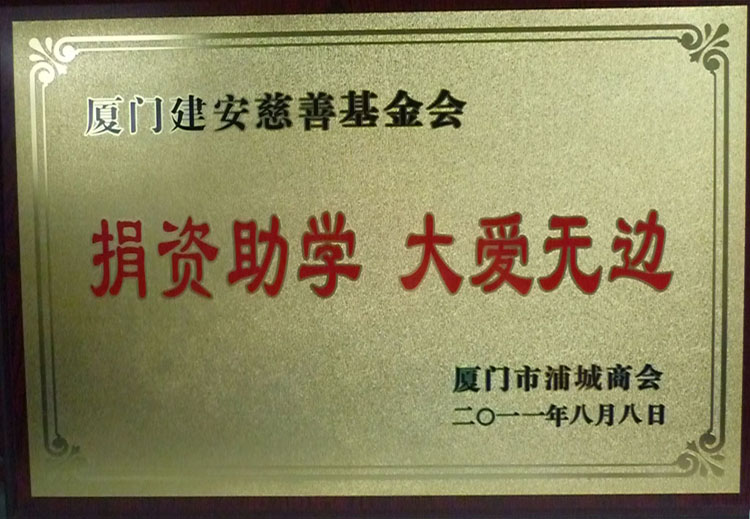 厦门建安慈善基金会
捐资助学 大爱无边
厦门市浦城商会
二〇一一年八月八日